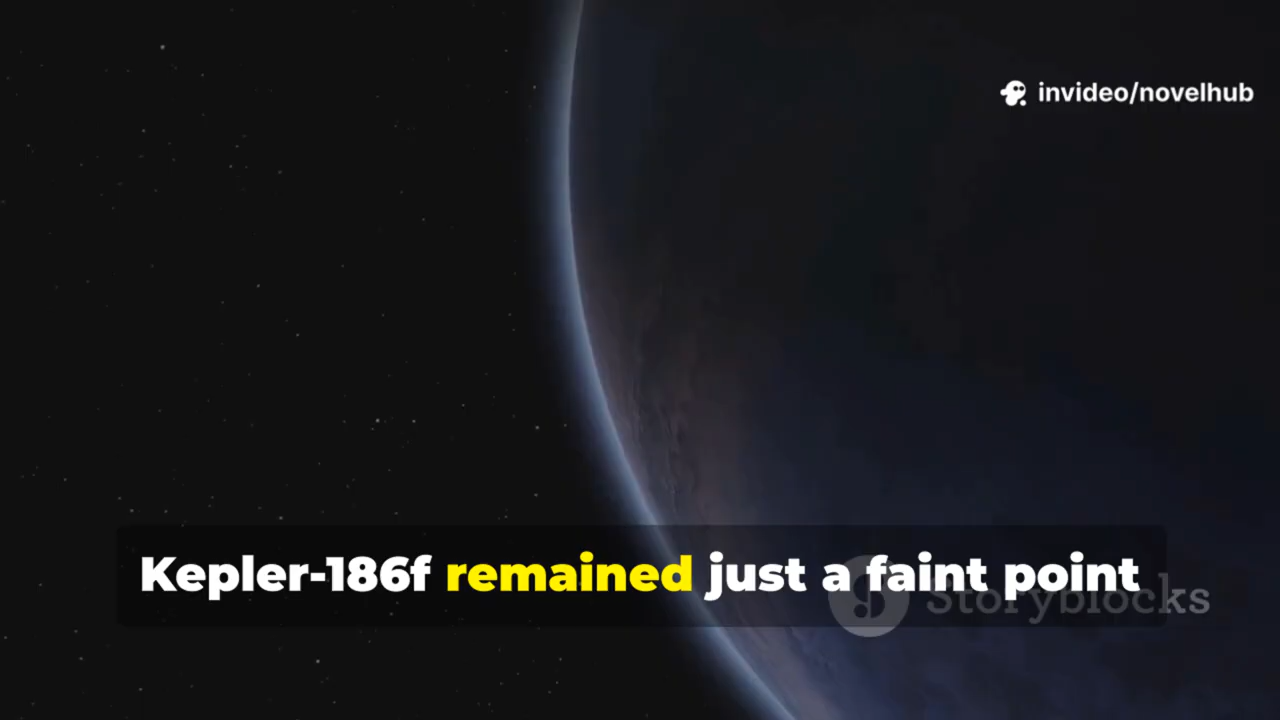 invideo/novelhub
Kepler-186f remained just a faint point
Storyblocks